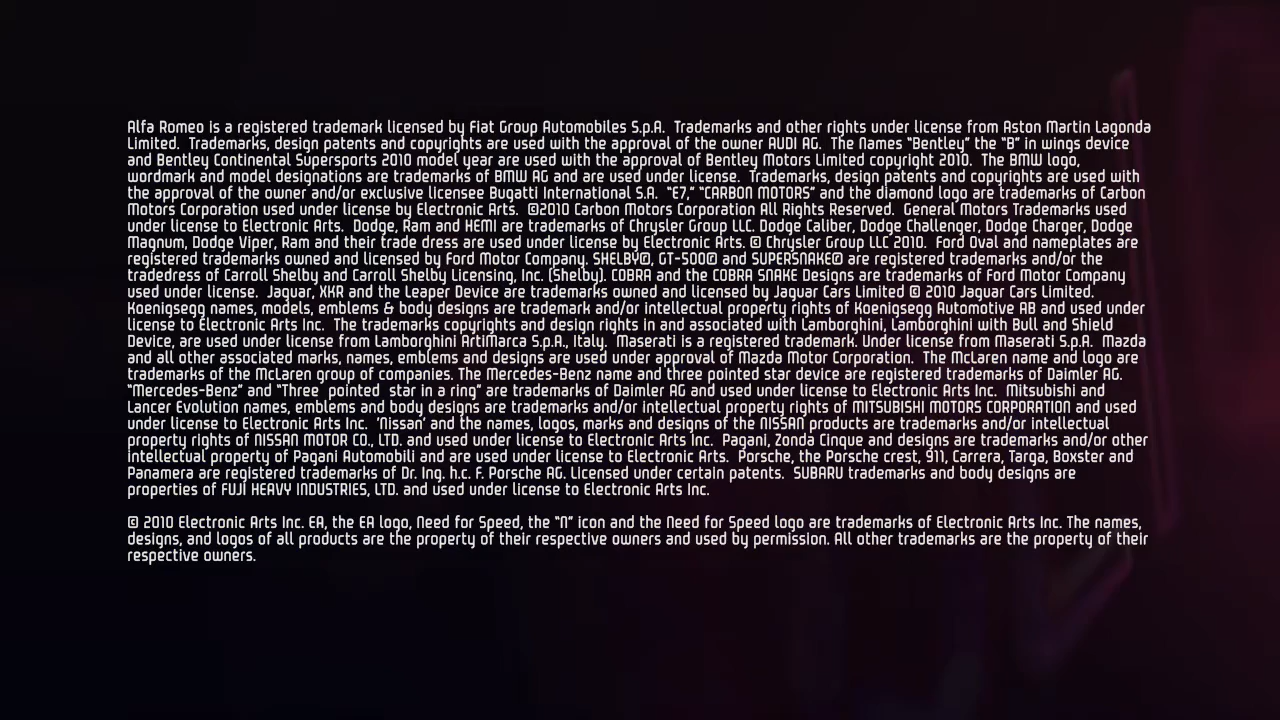 Alfa Romeo is a registered trademark licensed by Fiat Group Automobiles S.p.A.  Trademarks and other rights under license from Aston Martin Lagonda
Limited.  Trademarks, design patents and copyrights are used with the approval of the owner AUDI AG.  The Names “Bentley” the “B” in wings device
and Bentley Continental Supersports 2010 model year are used with the approval of Bentley Motors Limited copyright 2010.  The BMW logo,
wordmark and model designations are trademarks of BMW AG and are used under license.  Trademarks, design patents and copyrights are used with
the approval of the owner and/or exclusive licensee Bugatti International S.A.  “E7,” “CARBON MOTORS” and the diamond logo are trademarks of Carbon
Motors Corporation used under license by Electronic Arts.  ©2010 Carbon Motors Corporation All Rights Reserved.  General Motors Trademarks used
under license to Electronic Arts.  Dodge, Ram and HEMI are trademarks of Chrysler Group LLC. Dodge Caliber, Dodge Challenger, Dodge Charger, Dodge
Magnum, Dodge Viper, Ram and their trade dress are used under license by Electronic Arts. © Chrysler Group LLC 2010.  Ford Oval and nameplates are
registered trademarks owned and licensed by Ford Motor Company. SHELBY®, GT-500® and SUPERSNAKE® are registered trademarks and/or the
tradedress of Carroll Shelby and Carroll Shelby Licensing, Inc. (Shelby). COBRA and the COBRA SNAKE Designs are trademarks of Ford Motor Company
used under license.  Jaguar, XKR and the Leaper Device are trademarks owned and licensed by Jaguar Cars Limited © 2010 Jaguar Cars Limited.
Koenigsegg names, models, emblems & body designs are trademark and/or intellectual property rights of Koenigsegg Automotive AB and used under
license to Electronic Arts Inc.  The trademarks copyrights and design rights in and associated with Lamborghini, Lamborghini with Bull and Shield
Device, are used under license from Lamborghini ArtiMarca S.p.A., Italy.  Maserati is a registered trademark. Under license from Maserati S.p.A.  Mazda
and all other associated marks, names, emblems and designs are used under approval of Mazda Motor Corporation.  The McLaren name and logo are
trademarks of the McLaren group of companies. The Mercedes-Benz name and three pointed star device are registered trademarks of Daimler AG.
“Mercedes-Benz” and “Three  pointed  star in a ring” are trademarks of Daimler AG and used under license to Electronic Arts Inc.  Mitsubishi and
Lancer Evolution names, emblems and body designs are trademarks and/or intellectual property rights of MITSUBISHI MOTORS CORPORATION and used
under license to Electronic Arts Inc.  'Nissan' and the names, logos, marks and designs of the NISSAN products are trademarks and/or intellectual
property rights of NISSAN MOTOR CO., LTD. and used under license to Electronic Arts Inc.  Pagani, Zonda Cinque and designs are trademarks and/or other
intellectual property of Pagani Automobili and are used under license to Electronic Arts.  Porsche, the Porsche crest, 911, Carrera, Targa, Boxster and
Panamera are registered trademarks of Dr. Ing. h.c. F. Porsche AG. Licensed under certain patents.  SUBARU trademarks and body designs are
properties of FUJI HEAVY INDUSTRIES, LTD. and used under license to Electronic Arts Inc.
© 2010 Electronic Arts Inc. EA, the EA logo, Need for Speed, the “N” icon and the Need for Speed logo are trademarks of Electronic Arts Inc. The names,
designs, and logos of all products are the property of their respective owners and used by permission. All other trademarks are the property of their
respective owners.